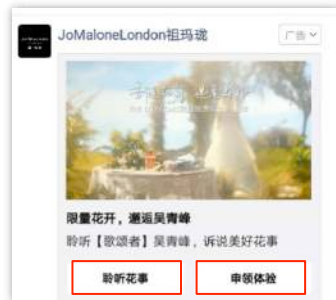 JoMaloneLondon祖玛珑
广告
限量花开，邂逅吴青峰
聆听【歌颂者】吴青峰，诉说美好花事
聆听花事
申领体验